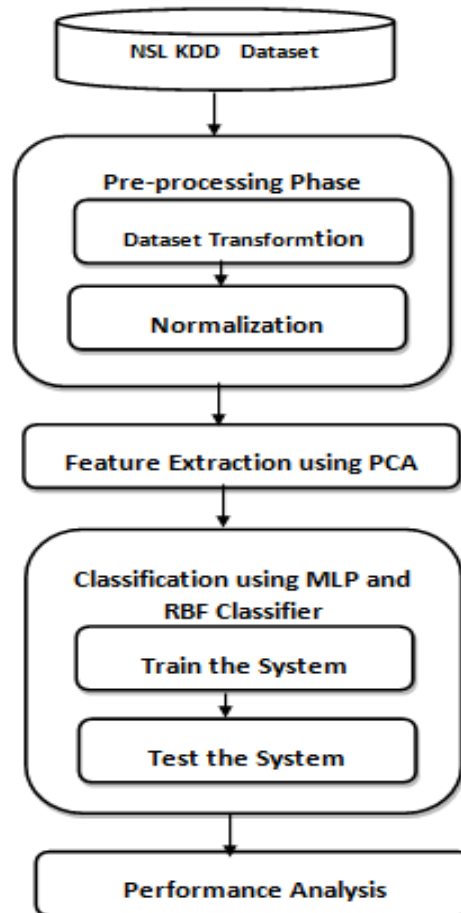 NSL KDD Dataset
Pre-processing Phase
Dataset Transformtion
Normalization
Feature Extraction using PCA
Classification using MLP and
RBF Classifier
Train the System
Test the System
Performance Analysis